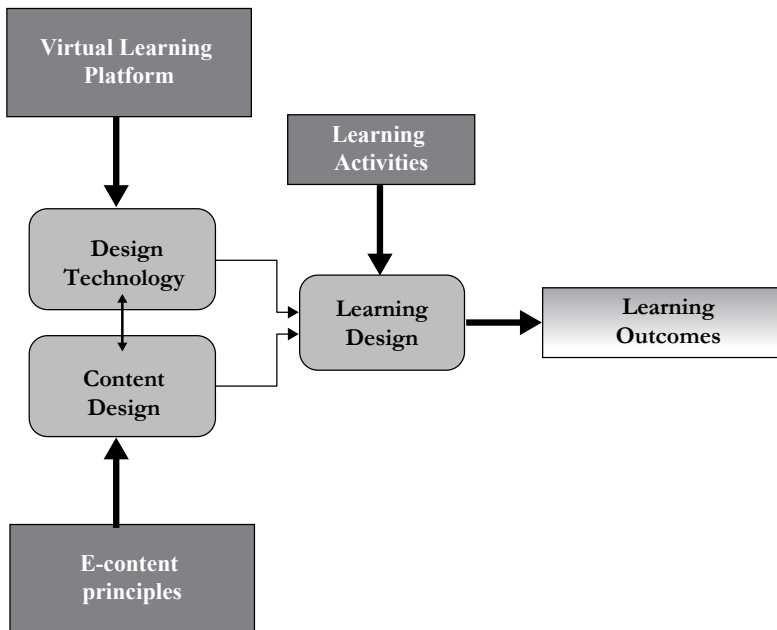 Virtual Learning
Platform
Learning
Activities
Design
Technology
Learning
Design
Learning
Outcomes
Content
Design
E-content
principles